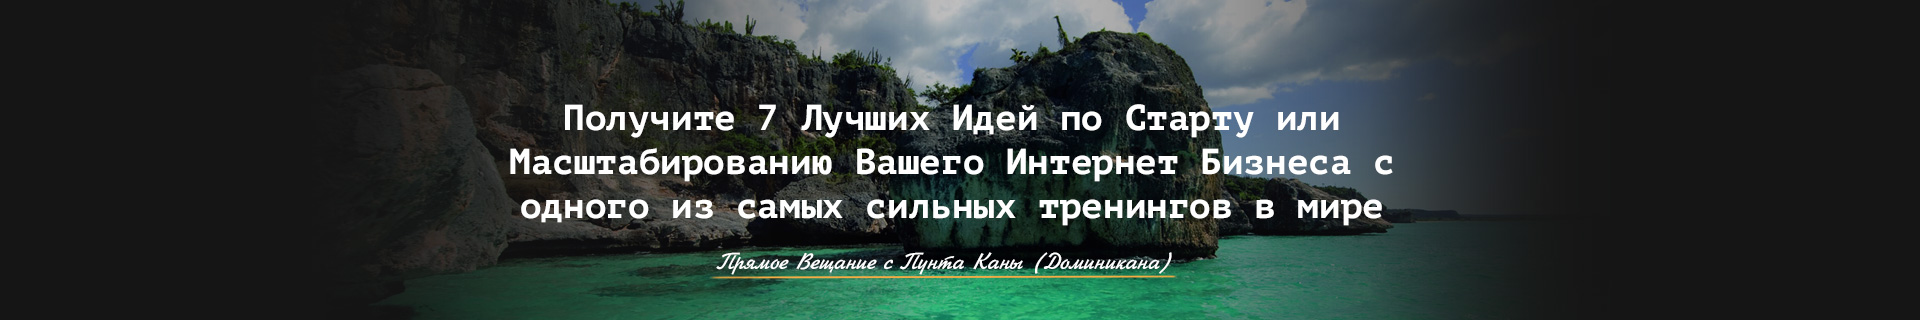 Получите 7 Лучших Идей по Старту или
Масштабированию Вашего Интернет Бизнеса с
одного из самых сильных тренингов в мире
Прямое Вещание с Пунта Каны (Доминикана)